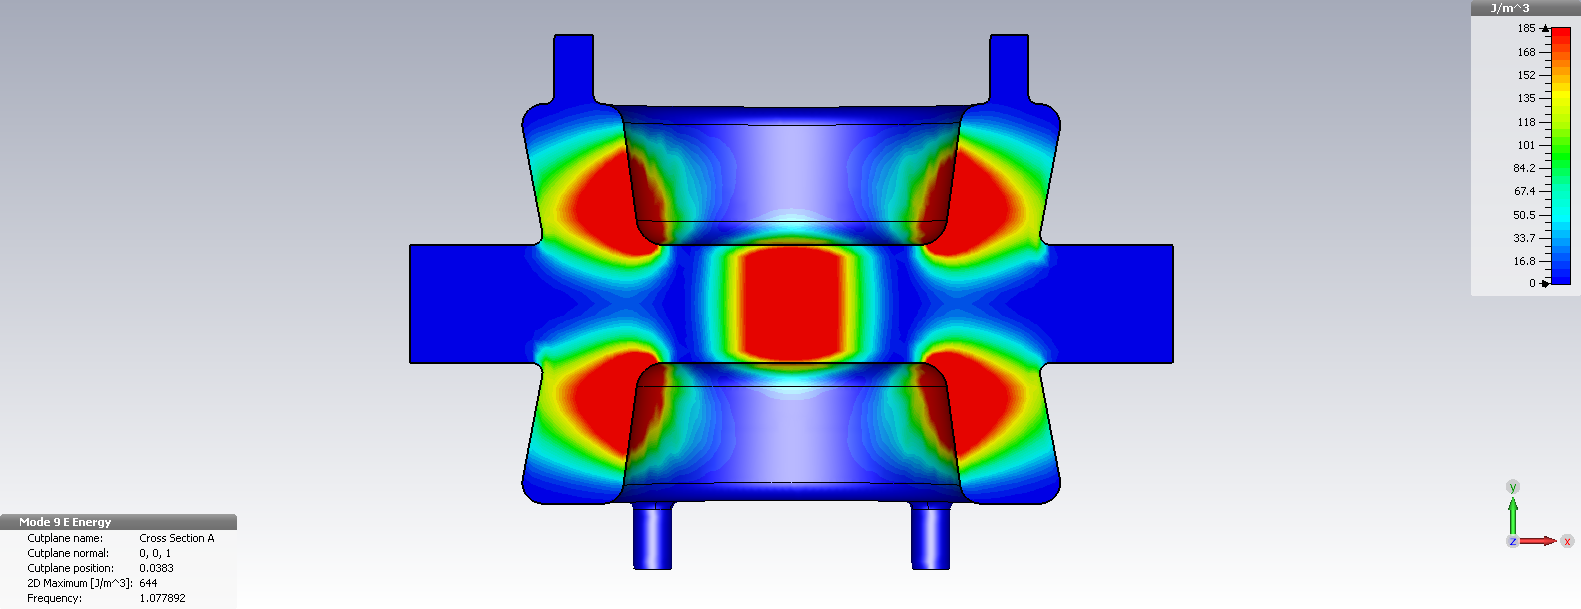 J/m^3
185
168
152
135
118
101
84.2
67.4
50.5
33.7
16.8
0
y
z
x
Mode 9 E Energy
Cutplane name: Cross Section A
Cutplane normal: 0, 0, 1
Cutplane position: 0.0383
2D Maximum [J/m^3]: 644
Frequency: 1.077892